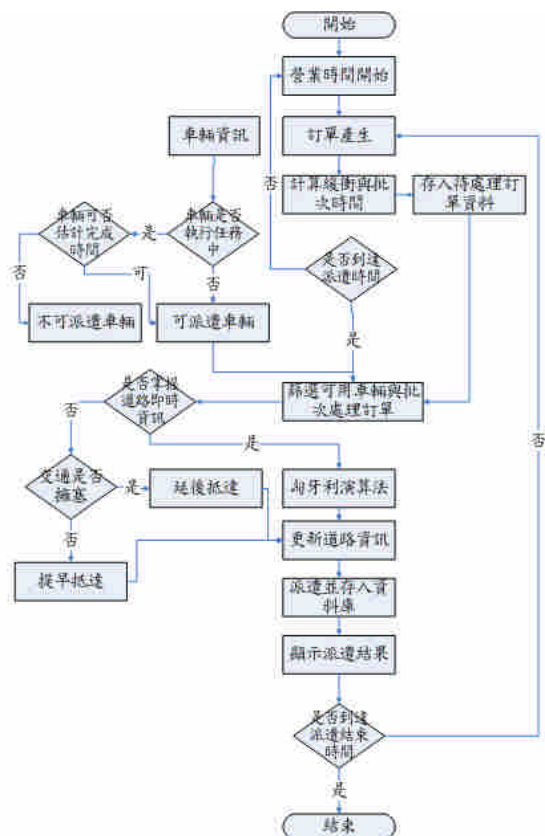 開始
營業時間開始
車輛資訊
訂單產生
否
計算緩衝與批
次時間
存入待處理訂
單資料
車輛可否
估計完成
時間
是
車輛是否
執行任務
中
是否到達
派遣時間
否
可
否
是
不可派遣車輛
可派遣車輛
是否掌握
道路即時
資訊
篩選可用車輛與批
次處理訂單
否
是
否
交通是否
擁塞
是
延後抵達
匈牙利演算法
否
更新道路資訊
提早抵達
派遣並存入資
料庫
顯示派遣結果
是否到達
派遣結束
時間
是
結束